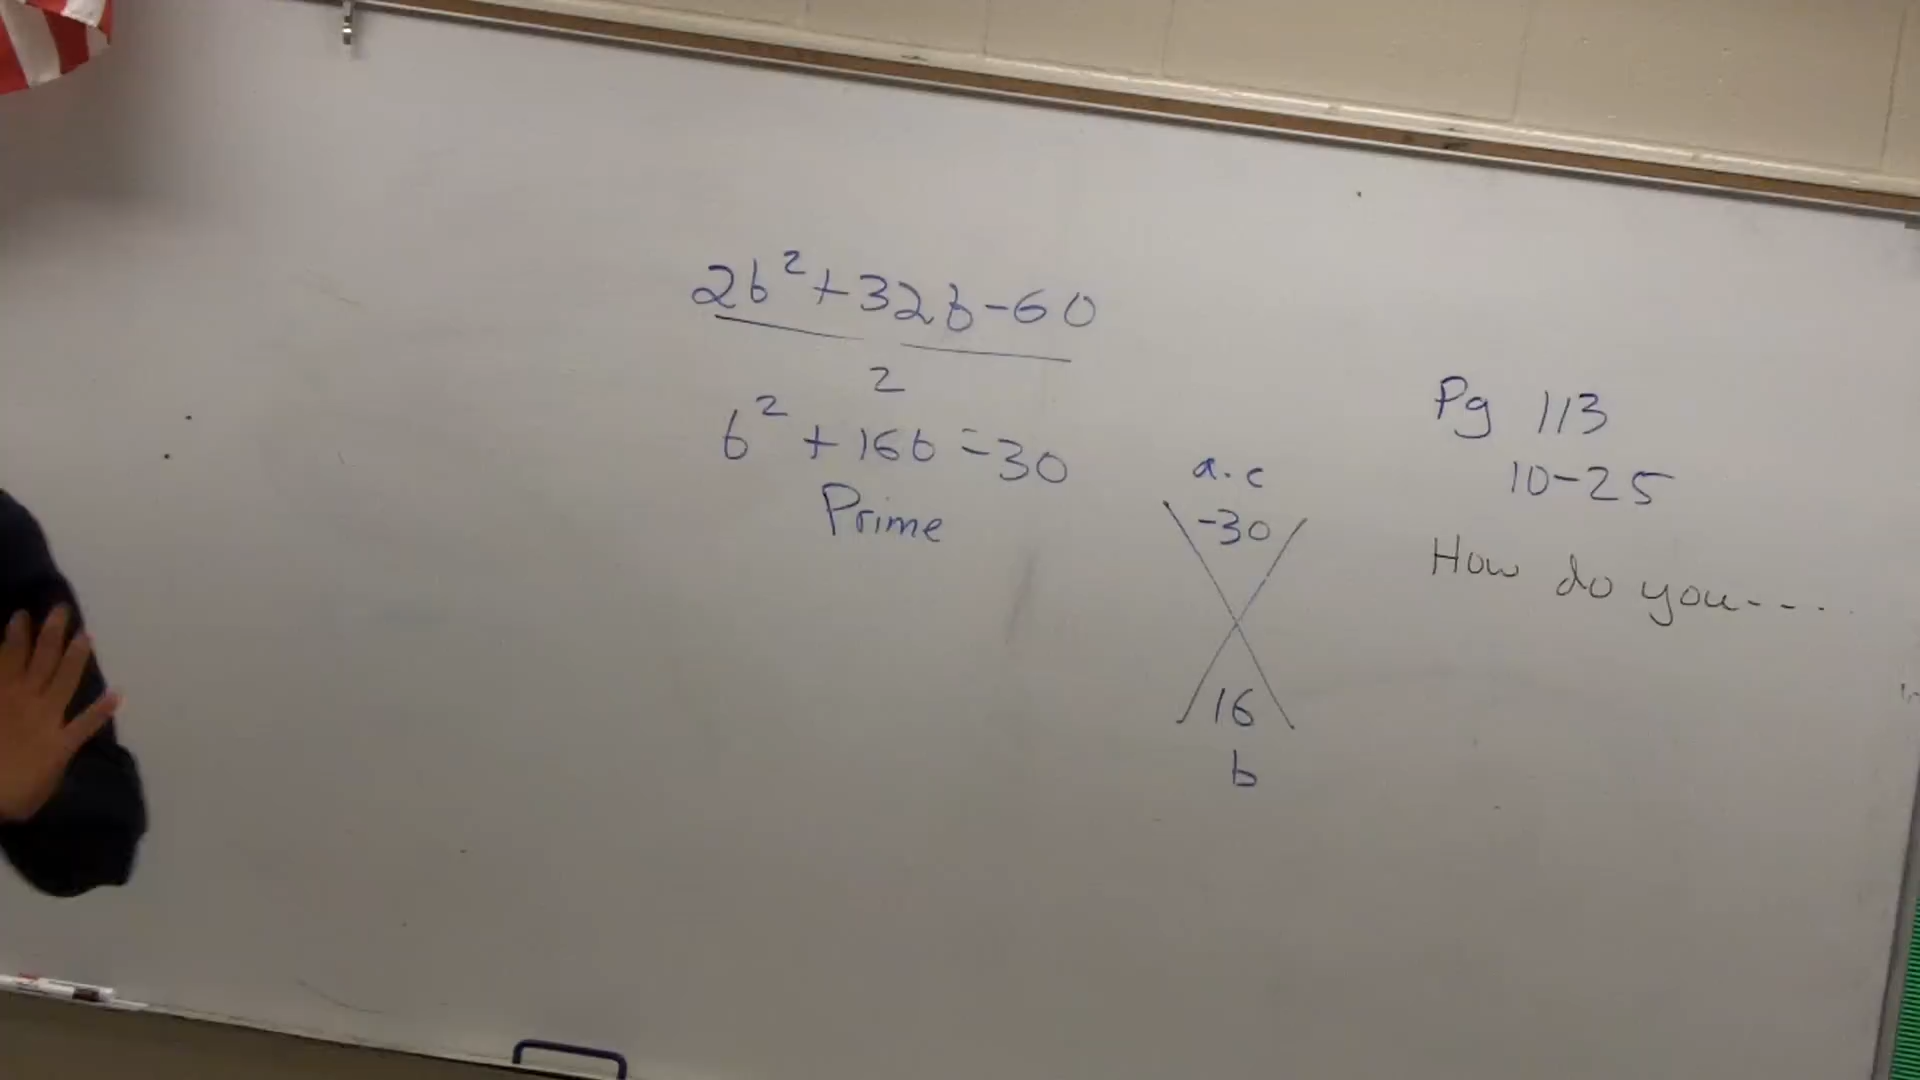 2b²+32b-60
2
b² + 16b = 30
Prime
a.c
-30
16
b
Pg 113
10-25
How do you----